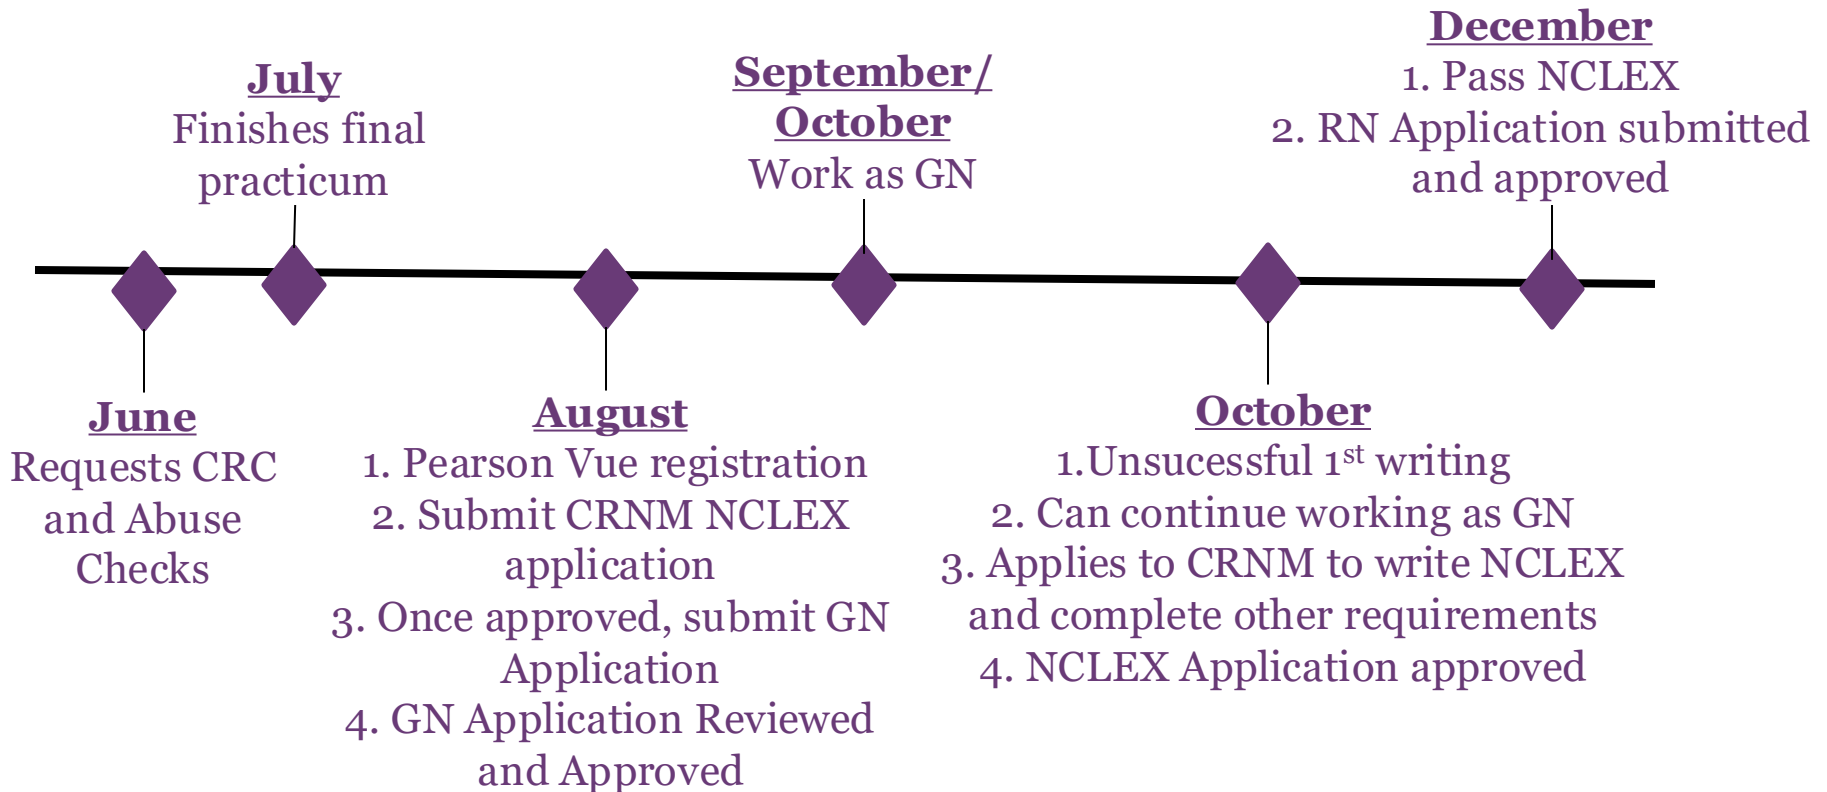 June
Requests CRC
and Abuse
Checks
July
Finishes final
practicum
August
1. Pearson Vue registration
2. Submit CRNM NCLEX
application
3. Once approved, submit GN
Application
4. GN Application Reviewed
and Approved
September/
October
Work as GN
October
1.Unsucessful 1st writing
2. Can continue working as GN
3. Applies to CRNM to write NCLEX
and complete other requirements
4. NCLEX Application approved
December
1. Pass NCLEX
2. RN Application submitted
and approved